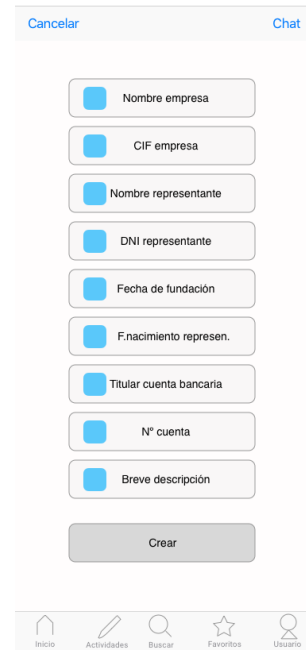 Cancelar Chat
Nombre empresa
CIF empresa
Nombre representante
DNI representante
Fecha de fundación
F.nacimiento represen.
Titular cuenta bancaria
Nº cuenta
Breve descripción
Crear
Inicio Actividades Buscar Favoritos Usuario